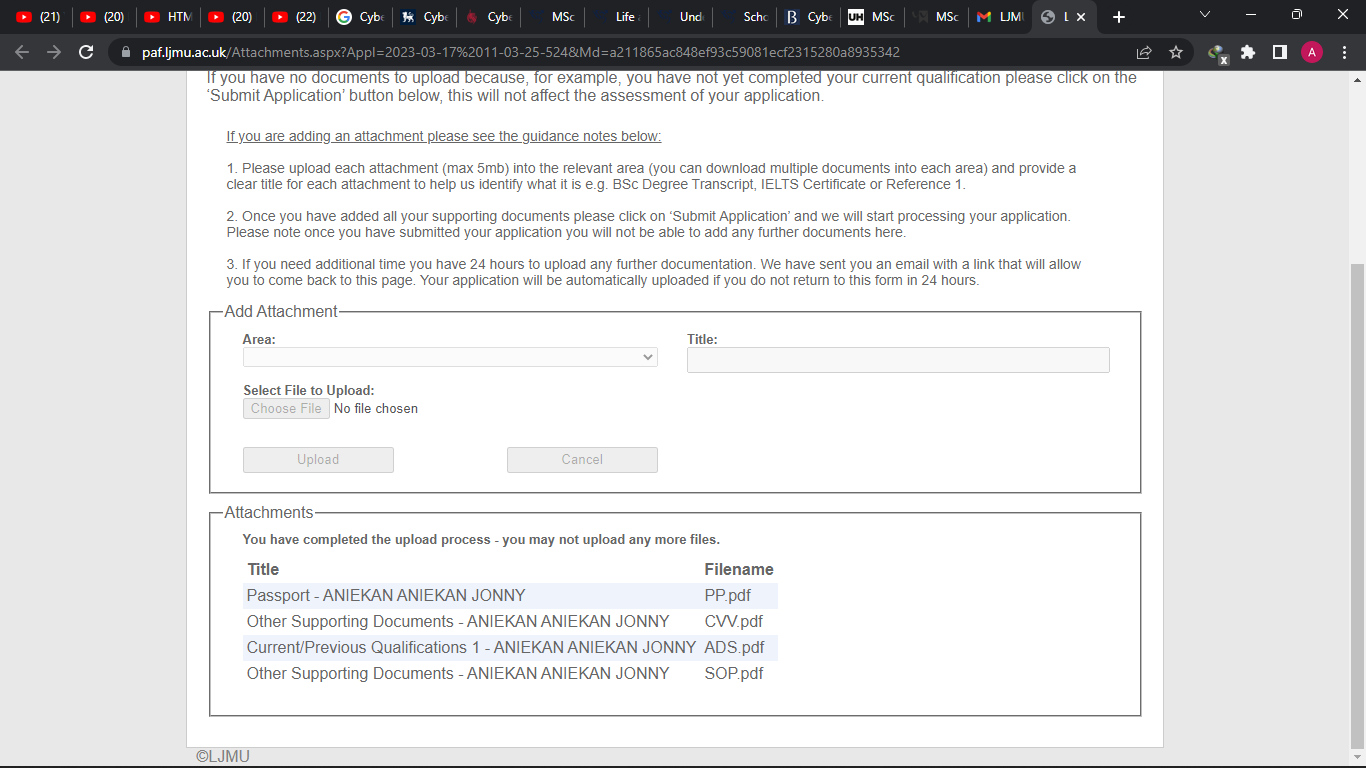 (21)
(20)
HTM
(20)
(22)
Cybe
Cybe
Cybe
MSc
Life a
Und
Scho
Cybe
UH
MSc
MSc
LJMU
L
paf.ljmu.ac.uk/Attachments.aspx?Appl=2023-03-17%2011-03-25-524&Md=a211865ac848ef93c59081ecf2315280a8935342
x
A
If you have no documents to upload because, for example, you have not yet completed your current qualification please click on the
‘Submit Application’ button below, this will not affect the assessment of your application.
If you are adding an attachment please see the guidance notes below:
1. Please upload each attachment (max 5mb) into the relevant area (you can download multiple documents into each area) and provide a
clear title for each attachment to help us identify what it is e.g. BSc Degree Transcript, IELTS Certificate or Reference 1.
2. Once you have added all your supporting documents please click on ‘Submit Application’ and we will start processing your application.
Please note once you have submitted your application you will not be able to add any further documents here.
3. If you need additional time you have 24 hours to upload any further documentation. We have sent you an email with a link that will allow
you to come back to this page. Your application will be automatically uploaded if you do not return to this form in 24 hours.
Add Attachment
Area:
Title:
Select File to Upload:
Choose File No file chosen
Upload
Cancel
Attachments
You have completed the upload process - you may not upload any more files.
Title Filename
Passport - ANIEKAN ANIEKAN JONNY PP.pdf
Other Supporting Documents - ANIEKAN ANIEKAN JONNY CVV.pdf
Current/Previous Qualifications 1 - ANIEKAN ANIEKAN JONNY ADS.pdf
Other Supporting Documents - ANIEKAN ANIEKAN JONNY SOP.pdf
©LJMU